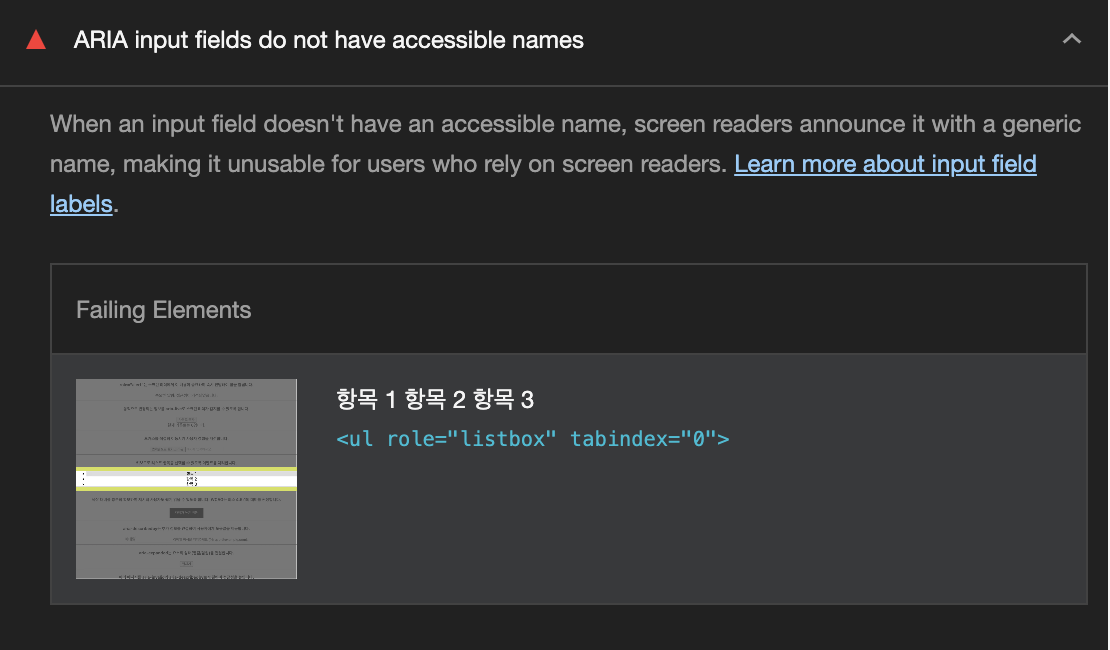 ARIA input fields do not have accessible names
When an input field doesn't have an accessible name, screen readers announce it with a generic
name, making it unusable for users who rely on screen readers. Learn more about input field
labels.
Failing Elements
항목 1 항목 2 항목 3
<ul role="listbox" tabindex="0">